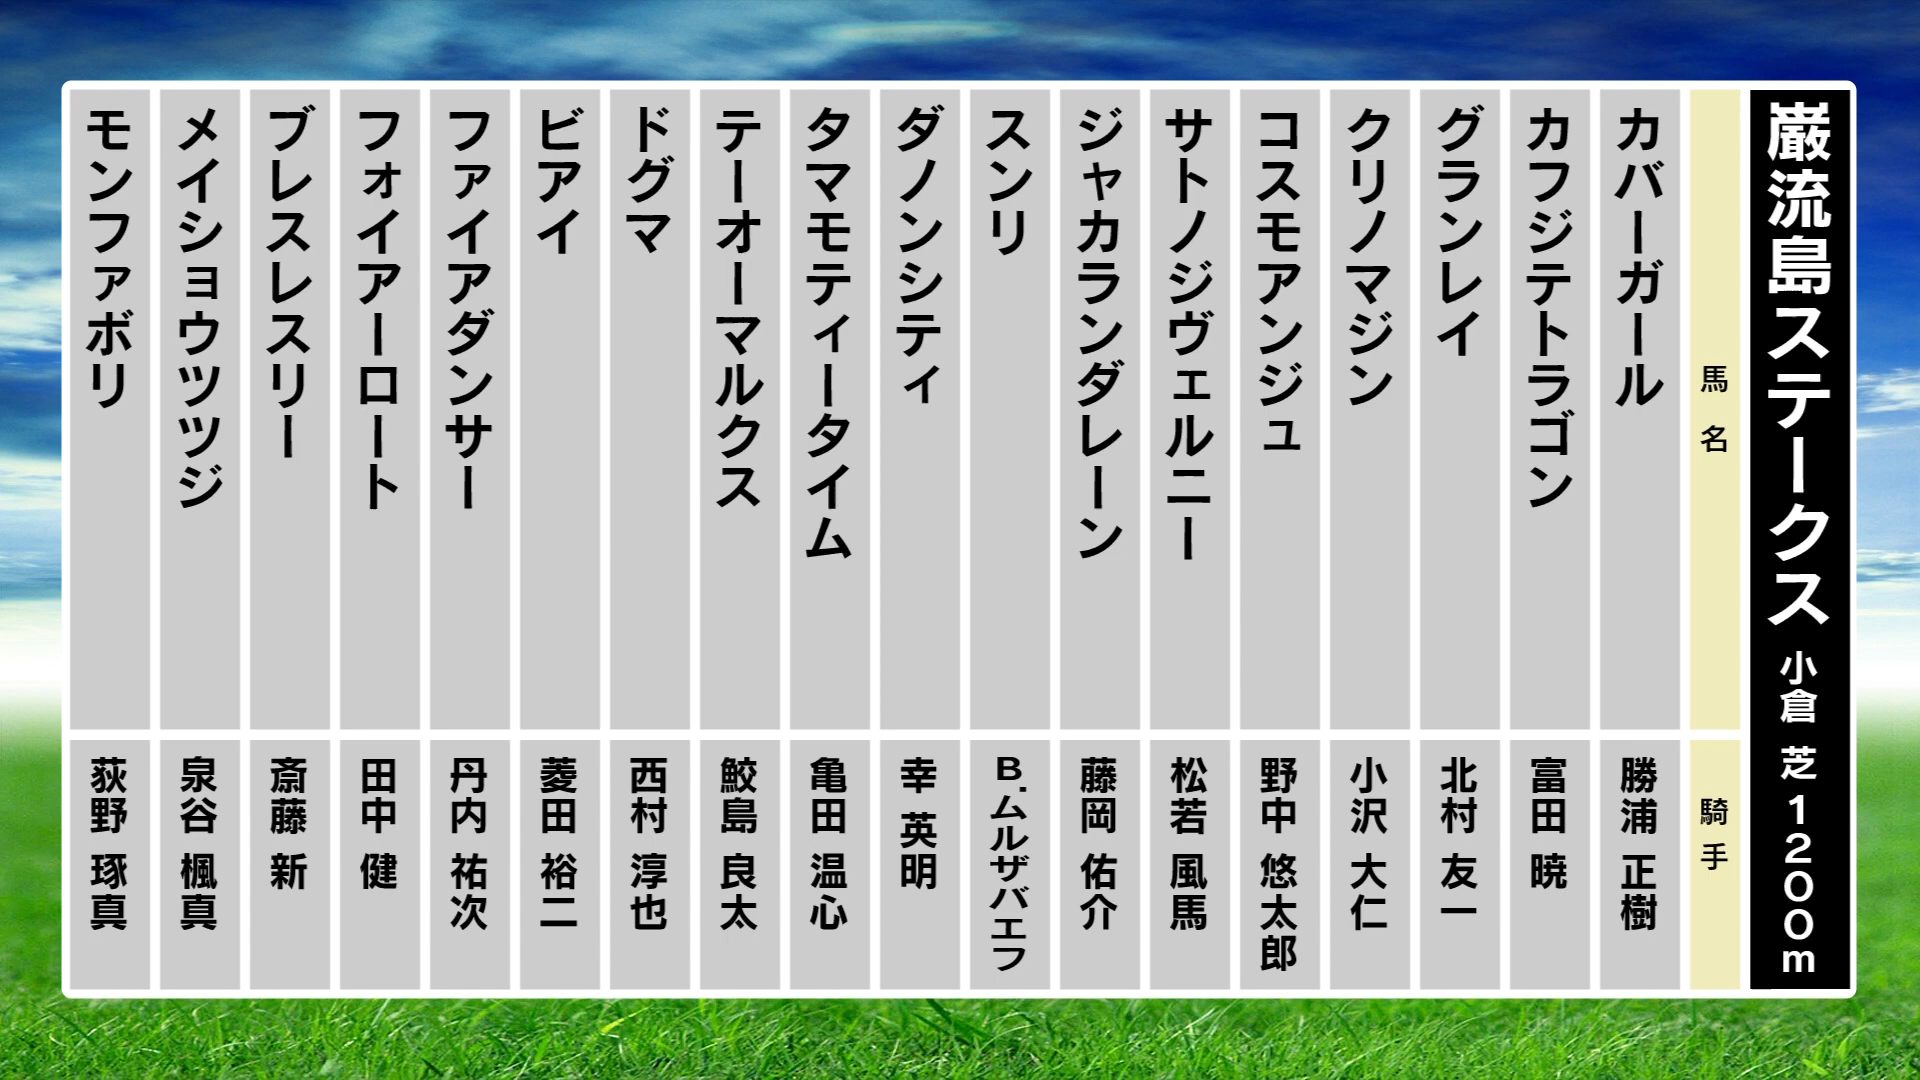 巌流島ステークス 小倉 芝 1200m
馬名
騎手
カバーガール
勝浦 正樹
カフジテトラゴン
富田 暁
グランレイ
北村 友一
クリノマジン
小沢 大仁
コスモアンジュ
野中 悠太郎
サトノジヴェルニー
松若 風馬
ジャカランダレーン
藤岡 佑介
スンリ
B.ムルザバエフ
ダノンシティ
幸 英明
タマモティータイム
亀田 温心
テーオーマルクス
鮫島 良太
ドグマ
西村 淳也
ビアイ
菱田 裕二
ファイアダンサー
丹内 祐次
フォイアーロート
田中 健
ブレスレスリー
斎藤 新
メイショウツツジ
泉谷 楓真
モンファボリ
荻野 琢真